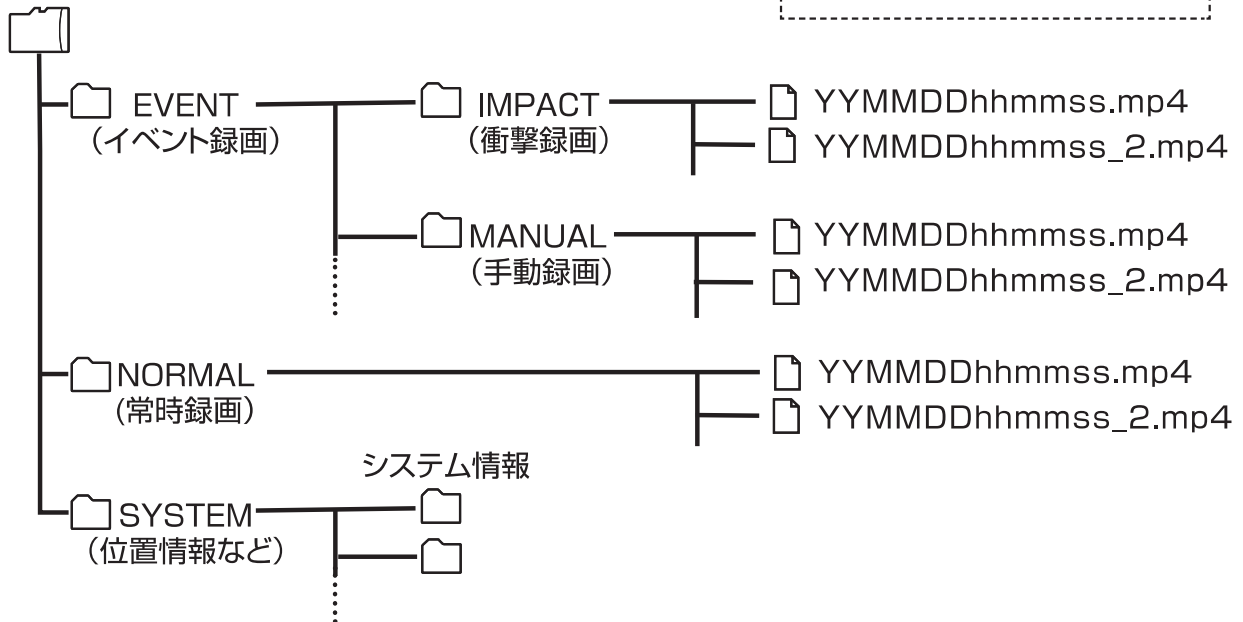 EVENT
（イベント録画）
IMPACT
（衝撃録画）
YYMMDDhhmmss.mp4
YYMMDDhhmmss_2.mp4
MANUAL
（手動録画）
YYMMDDhhmmss.mp4
YYMMDDhhmmss_2.mp4
NORMAL
（常時録画）
YYMMDDhhmmss.mp4
YYMMDDhhmmss_2.mp4
システム情報
SYSTEM
（位置情報など）